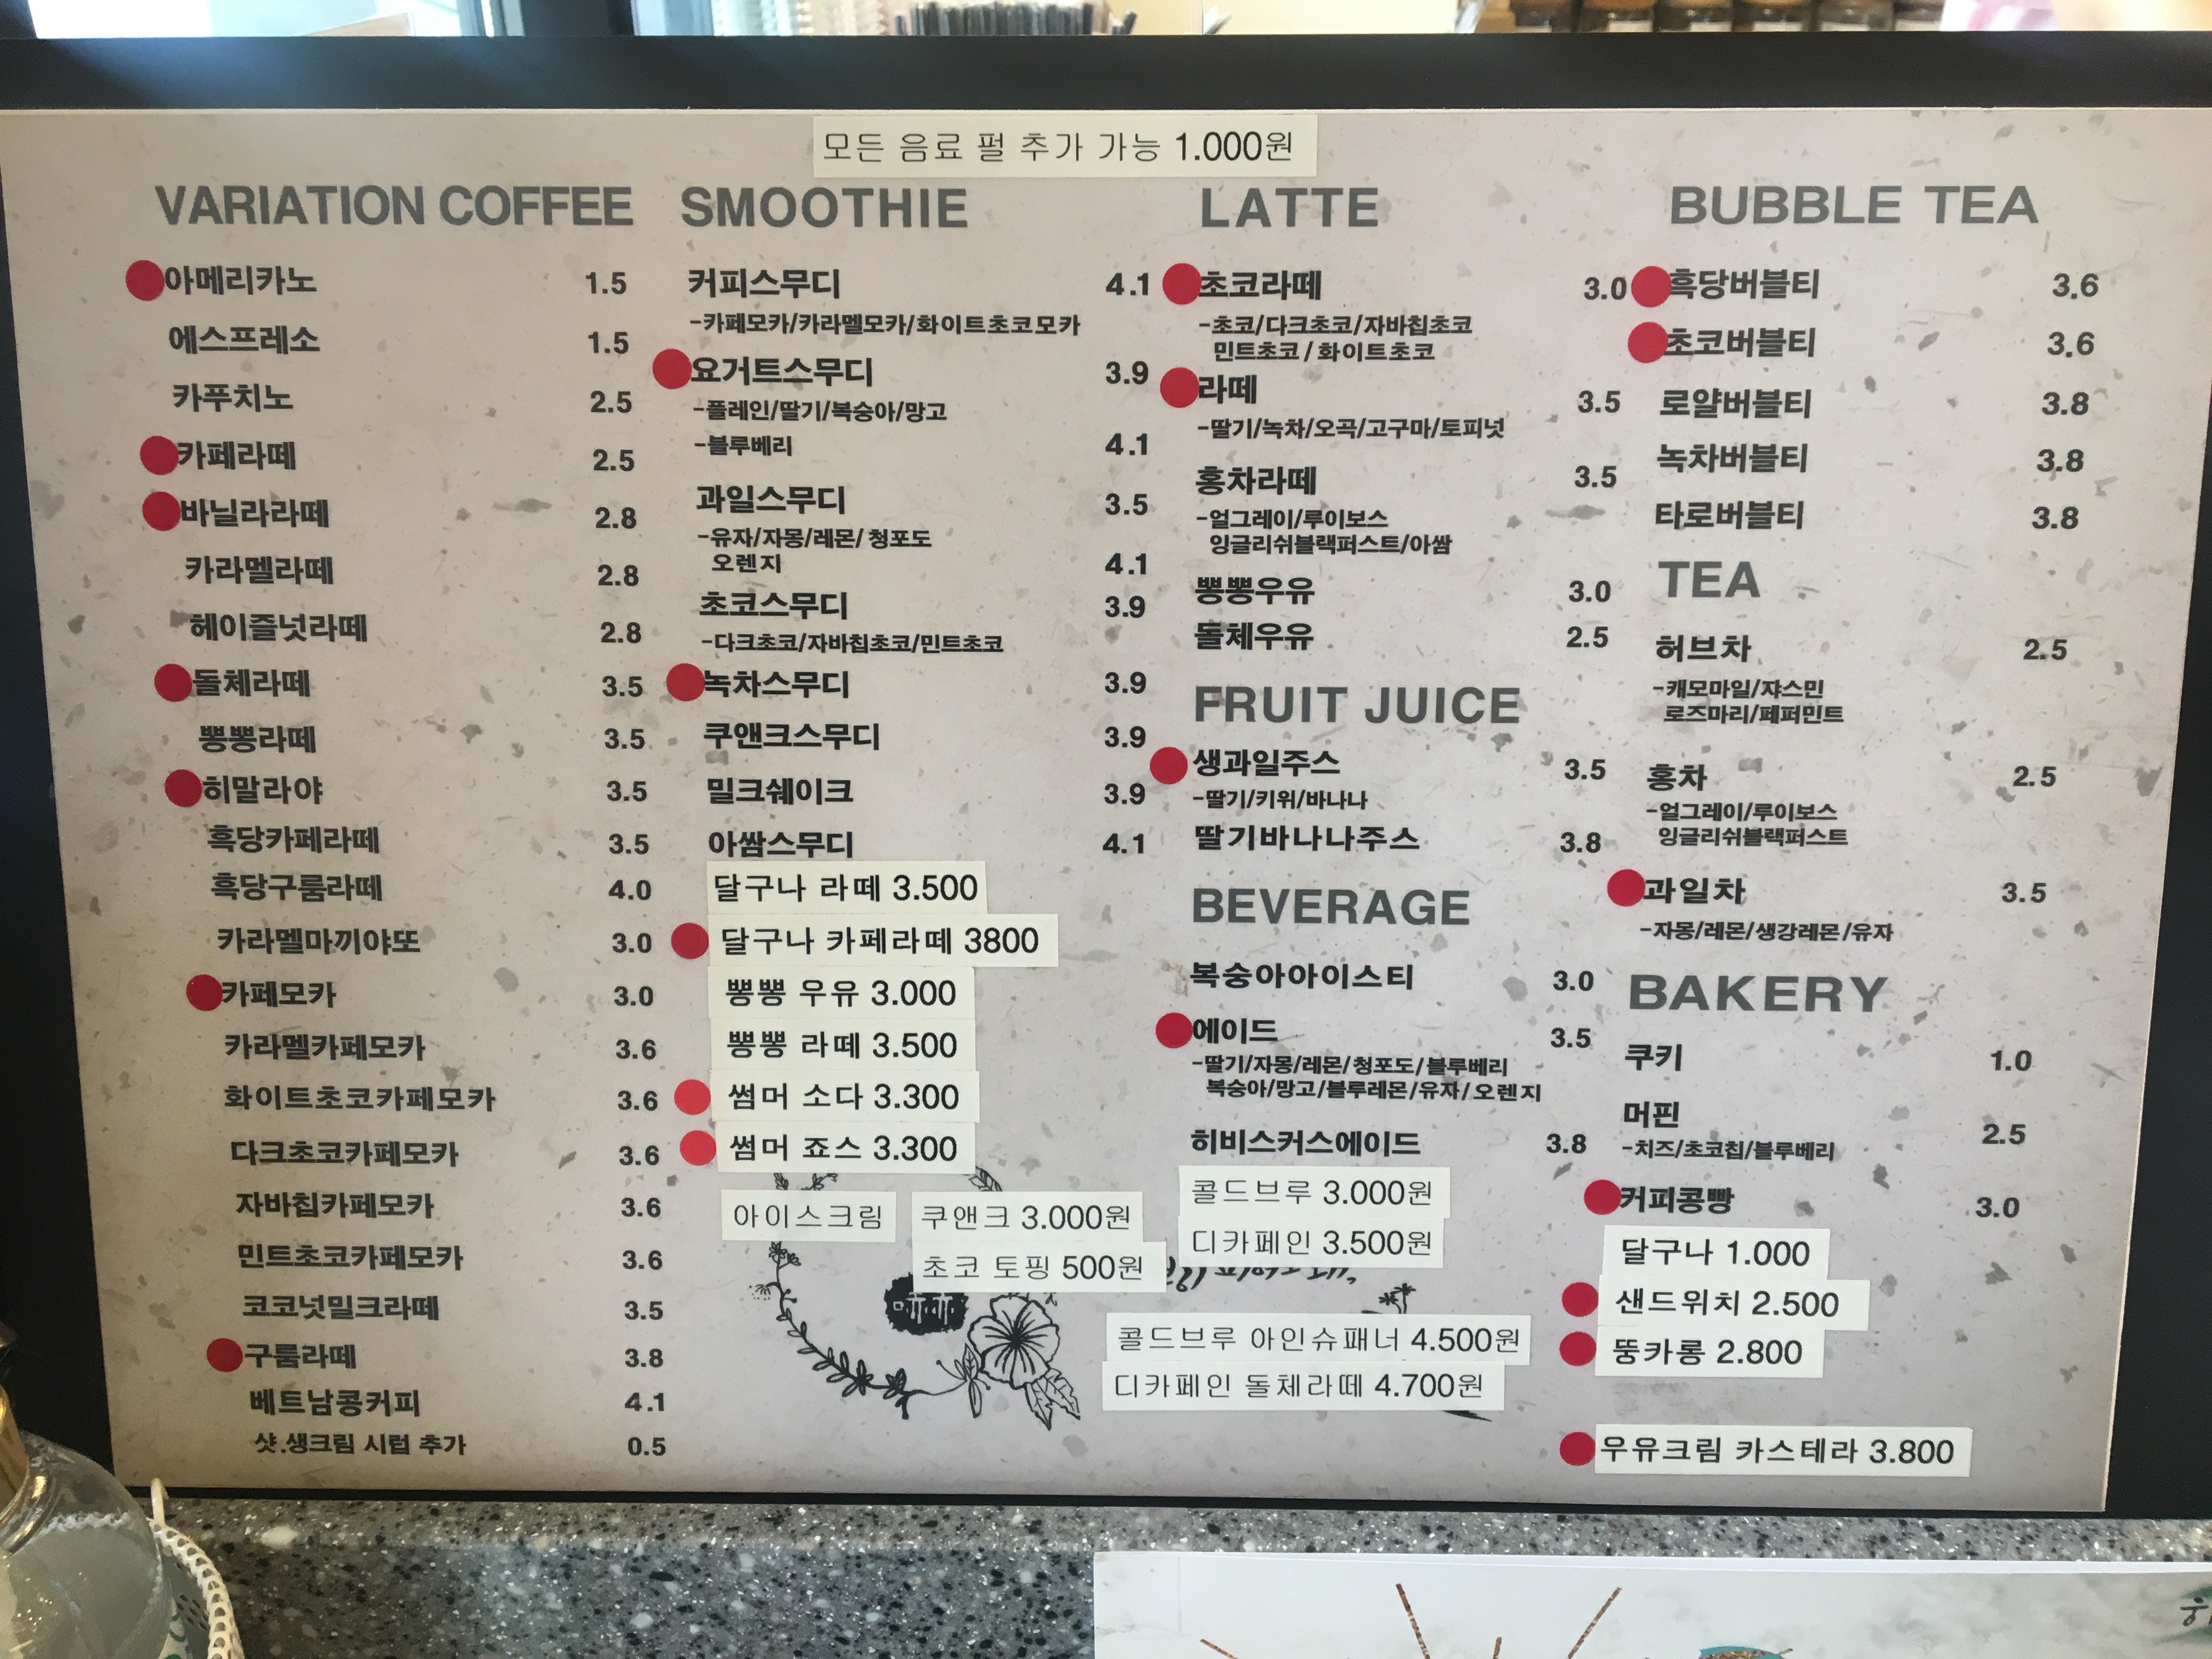 모든 음료 펄 추가 가능 1.000원
VARIATION COFFEE
아메리카노 1.5
에스프레소 1.5
카푸치노 2.5
카페라떼 2.5
바닐라라떼 2.8
카라멜라떼 2.8
헤이즐넛라떼 2.8
돌체라떼 3.5
뽕뽕라떼 3.5
히말라야 3.5
흑당카페라떼 3.5
흑당구룸라떼 4.0
카라멜마끼야또 3.0
카페모카 3.0
카라멜카페모카 3.6
화이트초코카페모카 3.6
다크초코카페모카 3.6
자바칩카페모카 3.6
민트초코카페모카 3.6
코코넛밀크라떼 3.5
구룸라떼 3.8
베트남콩커피 4.1
샷.생크림 시럽 추가 0.5
SMOOTHIE
커피스무디 4.1
-카페모카/카라멜모카/화이트초코모카
요거트스무디 3.9
-플레인/딸기/복숭아/망고
-블루베리 4.1
과일스무디 3.5
-유자/자몽/레몬/청포도
오렌지 4.1
초코스무디 3.9
-다크초코/자바칩초코/민트초코
녹차스무디 3.9
쿠앤크스무디 3.9
밀크쉐이크 3.9
아쌈스무디 4.1
달구나 라떼 3.500
달구나 카페라떼 3800
뽕뽕 우유 3.000
뽕뽕 라떼 3.500
썸머 소다 3.300
썸머 죠스 3.300
아이스크림 쿠앤크 3.000원
초코 토핑 500원
LATTE
초코라떼 3.0
-초코/다크초코/자바칩초코
민트초코/화이트초코
라떼 3.5
-딸기/녹차/오곡/고구마/토피넛
홍차라떼 3.5
-얼그레이/루이보스
잉글리쉬블랙퍼스트/아쌈
뽕뽕우유 3.0
돌체우유 2.5
FRUIT JUICE
생과일주스 3.5
-딸기/키위/바나나
딸기바나나주스 3.8
BEVERAGE
복숭아아이스티 3.0
에이드 3.5
-딸기/자몽/레몬/청포도/블루베리
복숭아/망고/블루레몬/유자/오렌지
히비스커스에이드 3.8
콜드브루 3.000원
디카페인 3.500원
콜드브루 아인슈패너 4.500원
디카페인 돌체라떼 4.700원
BUBBLE TEA
흑당버블티 3.6
초코버블티 3.6
로얄버블티 3.8
녹차버블티 3.8
타로버블티 3.8
TEA
허브차 2.5
-캐모마일/쟈스민
로즈마리/페퍼민트
홍차 2.5
-얼그레이/루이보스
잉글리쉬블랙퍼스트
과일차 3.5
-자몽/레몬/생강레몬/유자
BAKERY
쿠키 1.0
머핀 2.5
-치즈/초코칩/블루베리
커피콩빵 3.0
달구나 1.000
샌드위치 2.500
뚱카롱 2.800
우유크림 카스테라 3.800